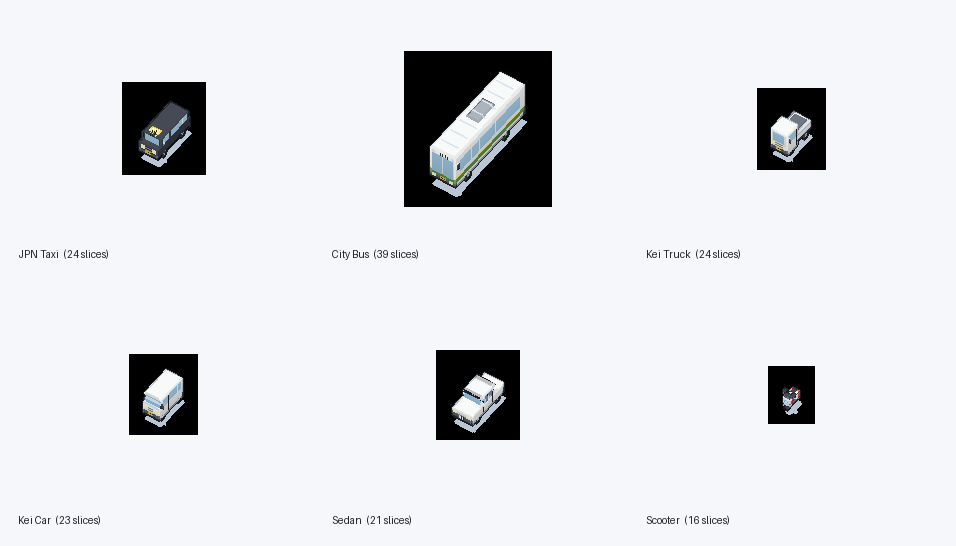 JPN Taxi (24 slices)
City Bus (39 slices)
Kei Truck (24 slices)
Kei Car (23 slices)
Sedan (21 slices)
Scooter (16 slices)